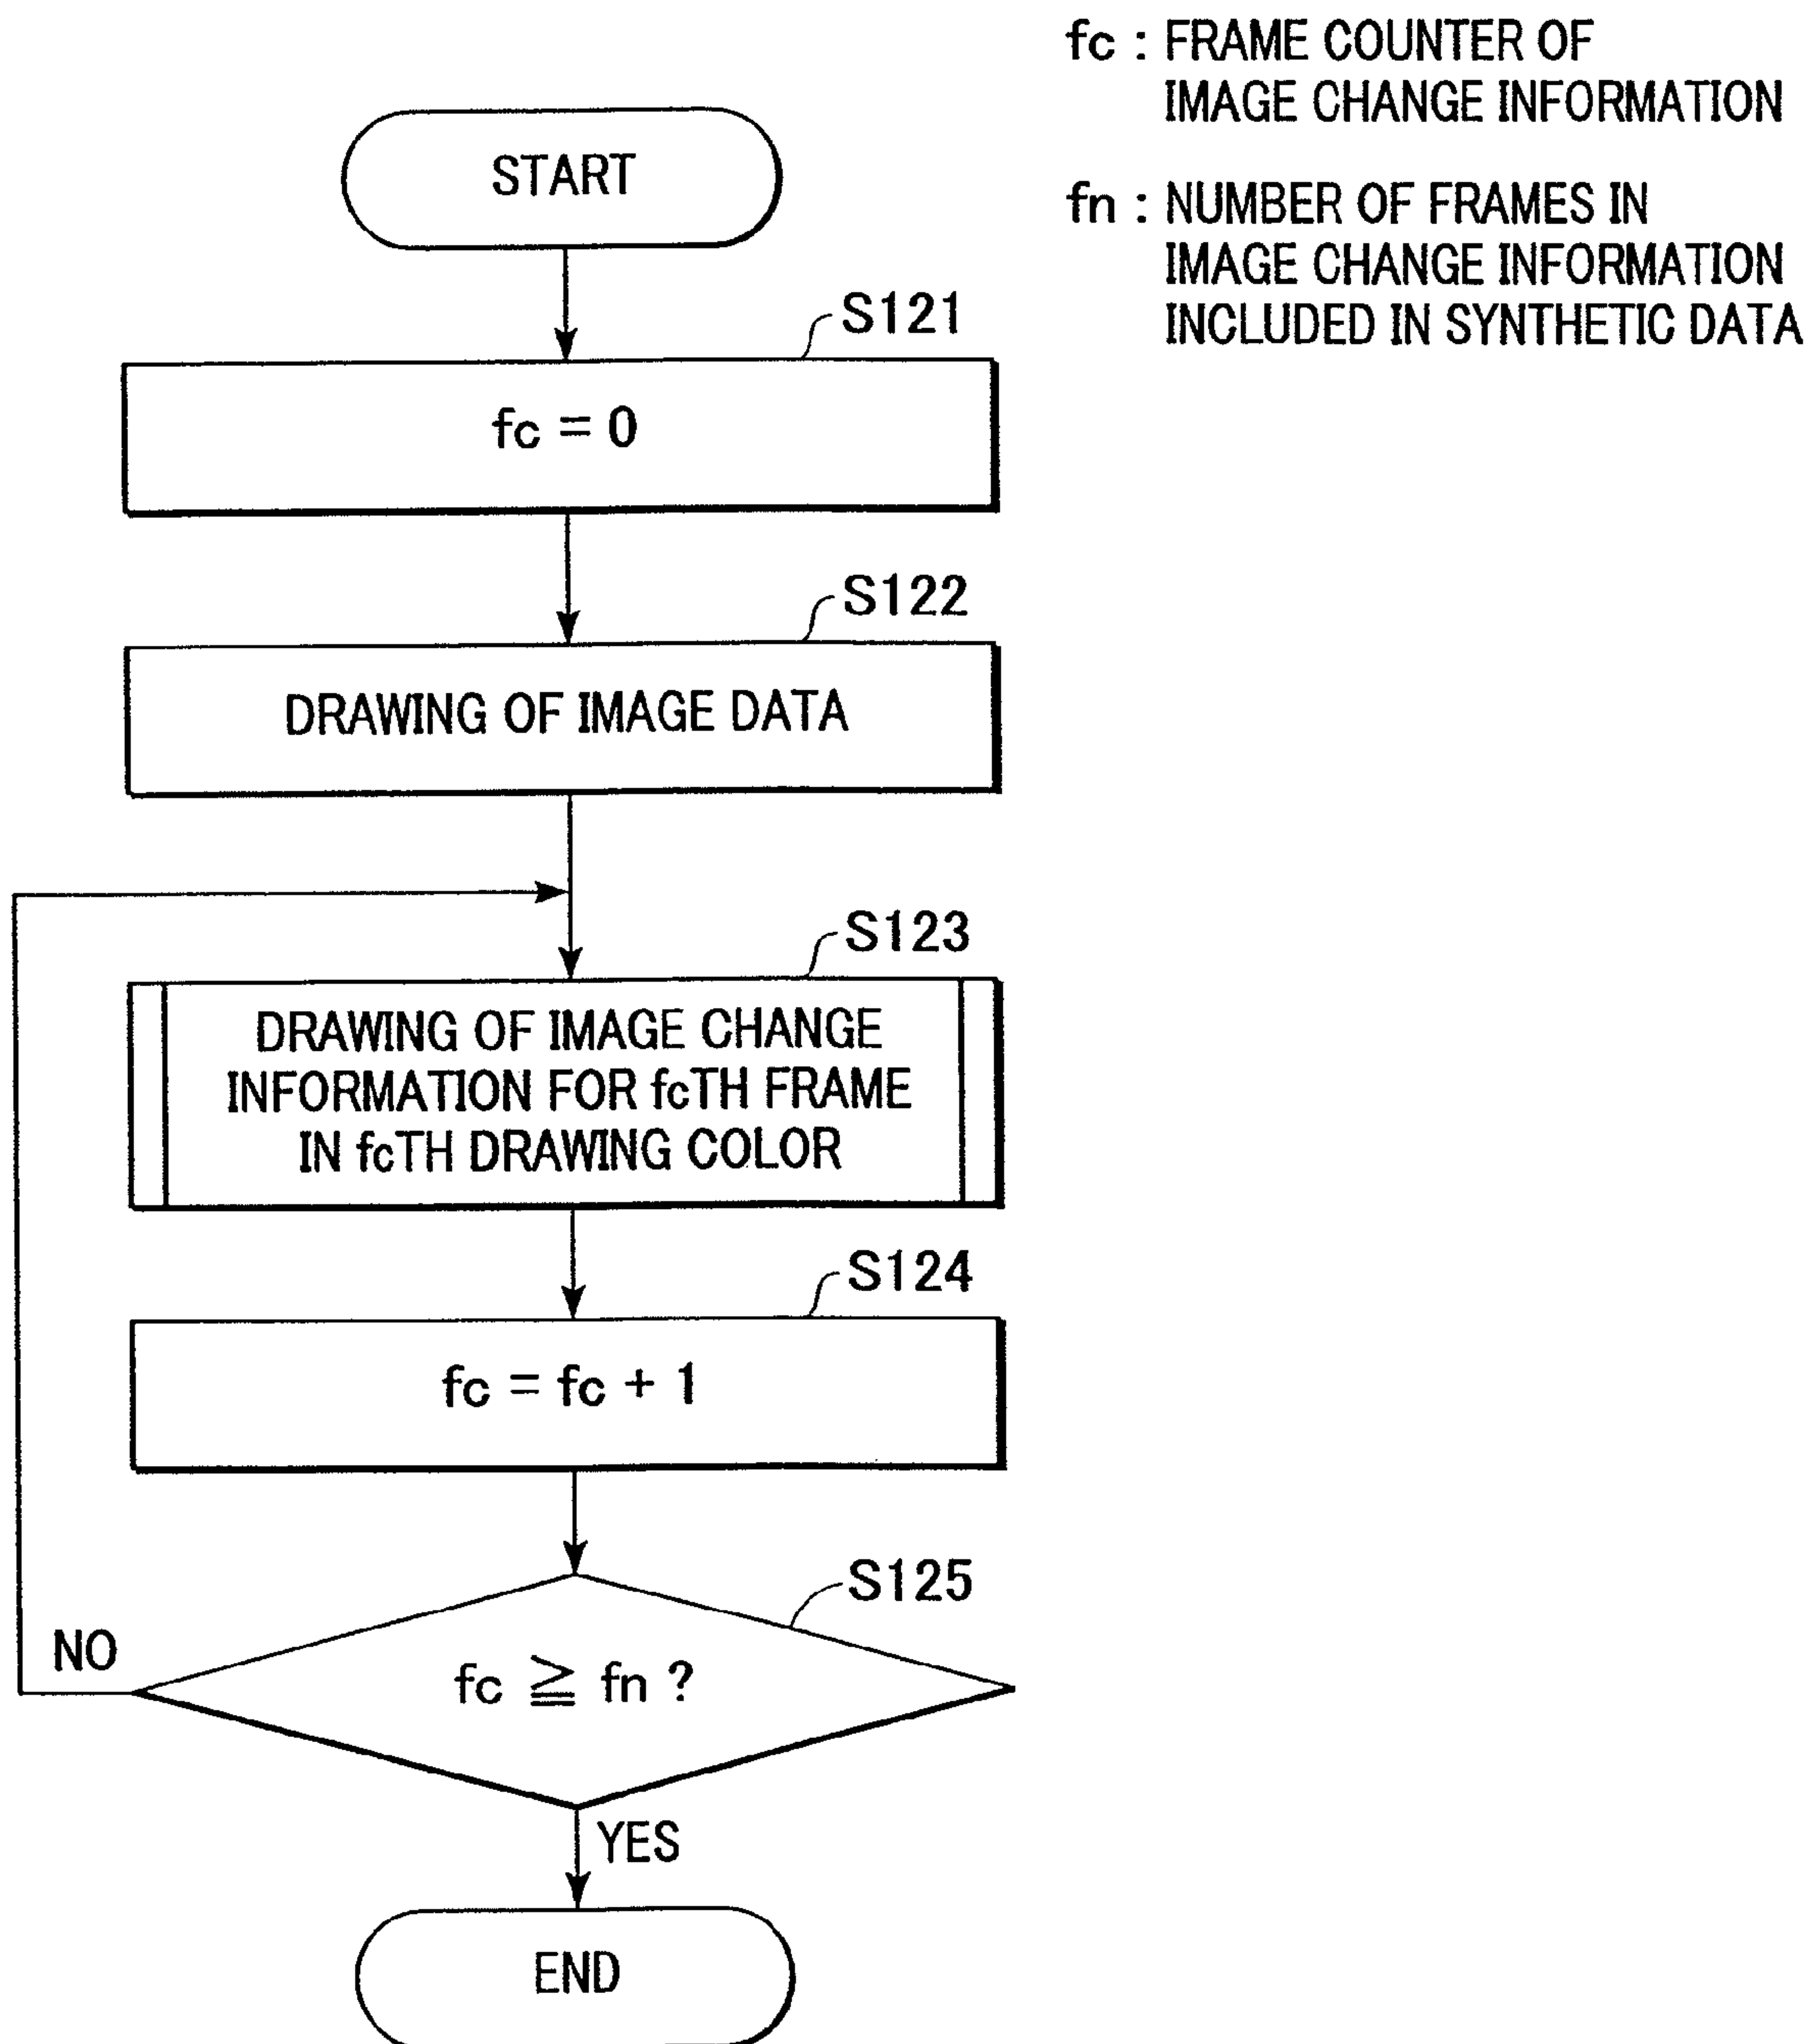 fc : FRAME COUNTER OF
IMAGE CHANGE INFORMATION
fn : NUMBER OF FRAMES IN
IMAGE CHANGE INFORMATION
INCLUDED IN SYNTHETIC DATA
START
S121
fc = 0
S122
DRAWING OF IMAGE DATA
S123
DRAWING OF IMAGE CHANGE
INFORMATION FOR fcTH FRAME
IN fcTH DRAWING COLOR
S124
fc = fc + 1
S125
NO
fc ≧ fn ?
YES
END